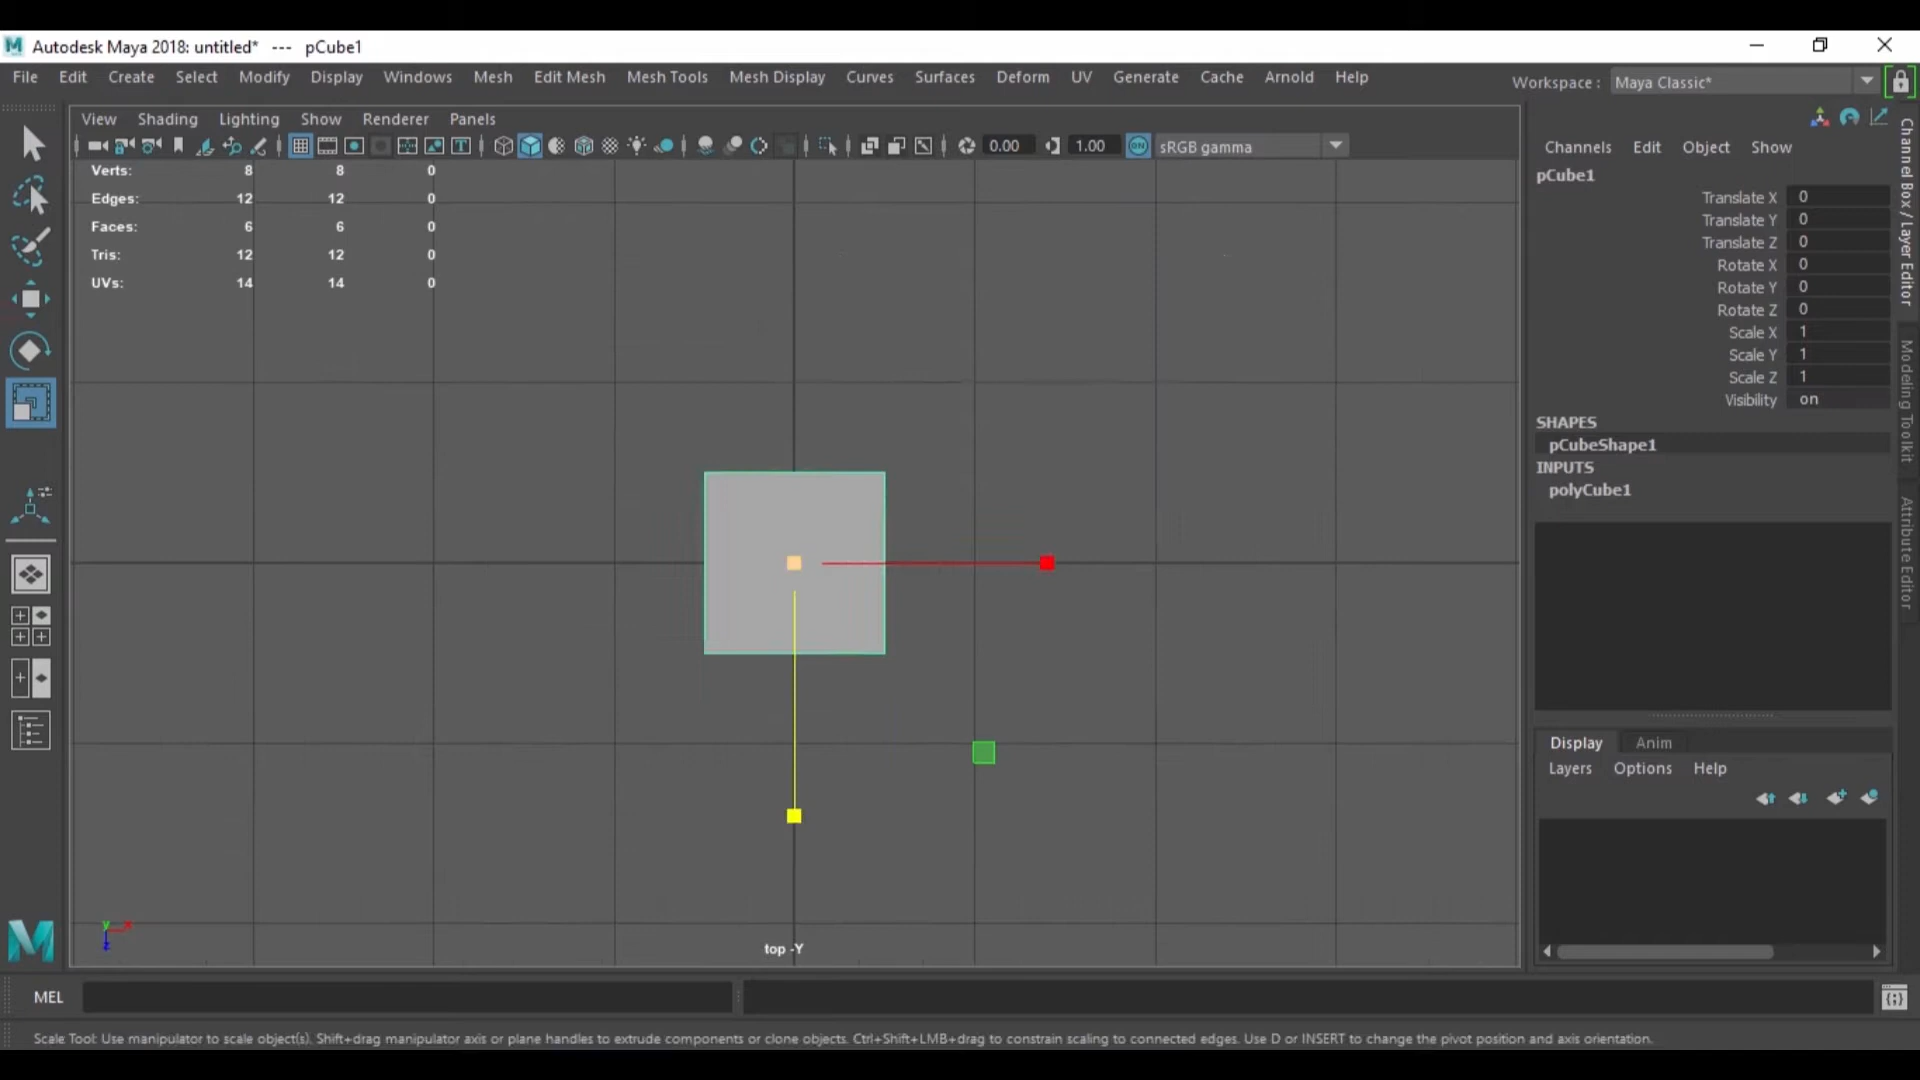 Autodesk Maya 2018: untitled* --- pCube1
File Edit Create Select Modify Display Windows Mesh Edit Mesh Mesh Tools Mesh Display Curves Surfaces Deform UV Generate Cache Arnold Help
Workspace : Maya Classic*
View Shading Lighting Show Renderer Panels
0.00 1.00 ON sRGB gamma
Verts: 8 8 0
Edges: 12 12 0
Faces: 6 6 0
Tris: 12 12 0
UVs: 14 14 0
y x
z
top -Y
Channels Edit Object Show
pCube1
Translate X 0
Translate Y 0
Translate Z 0
Rotate X 0
Rotate Y 0
Rotate Z 0
Scale X 1
Scale Y 1
Scale Z 1
Visibility on
SHAPES
pCubeShape1
INPUTS
polyCube1
Display Anim
Layers Options Help
Channel Box / Layer Editor
Modeling Toolkit
Attribute Editor
MEL
Scale Tool: Use manipulator to scale object(s). Shift+drag manipulator axis or plane handles to extrude components or clone objects. Ctrl+Shift+LMB+drag to constrain scaling to connected edges. Use D or INSERT to change the pivot position and axis orientation.